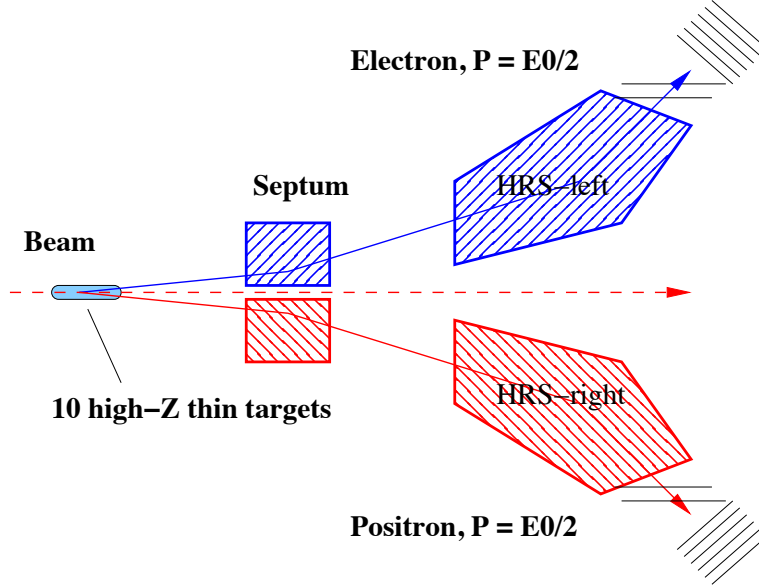 Electron, P = E0/2
HRS−left
Septum
Beam
10 high−Z thin targets
HRS−right
Positron, P = E0/2